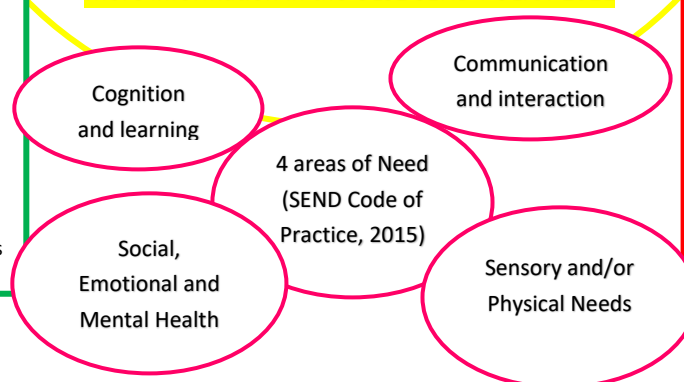 Communication
and interaction
Cognition
and learning
4 areas of Need
(SEND Code of
Practice, 2015)
Social,
Emotional and
Mental Health
Sensory and/or
Physical Needs